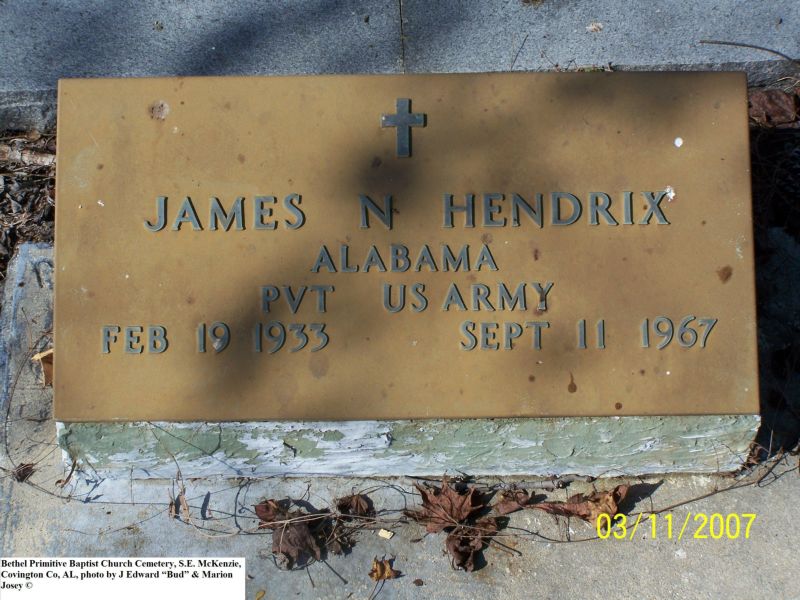 JAMES N HENDRIX
ALABAMA
PVT US ARMY
FEB 19 1933 SEPT 11 1967
03/11/2007
Bethel Primitive Baptist Church Cemetery, S.E. McKenzie,
Covington Co, AL, photo by J Edward “Bud” & Marion
Josey ©